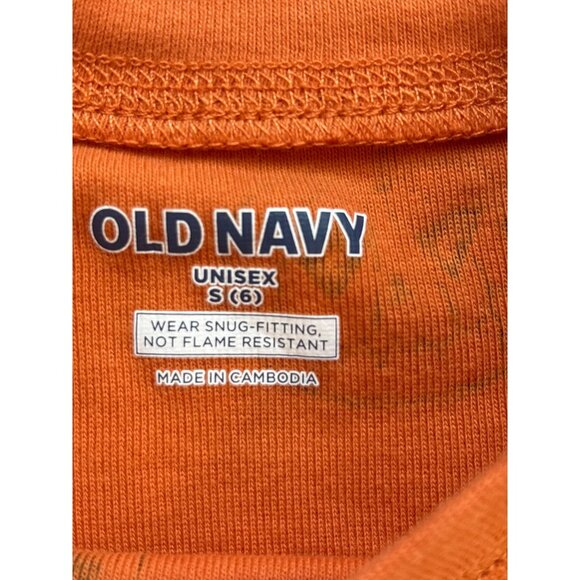 OLD NAVY
UNISEX
S (6)
WEAR SNUG-FITTING,
NOT FLAME RESISTANT
MADE IN CAMBODIA